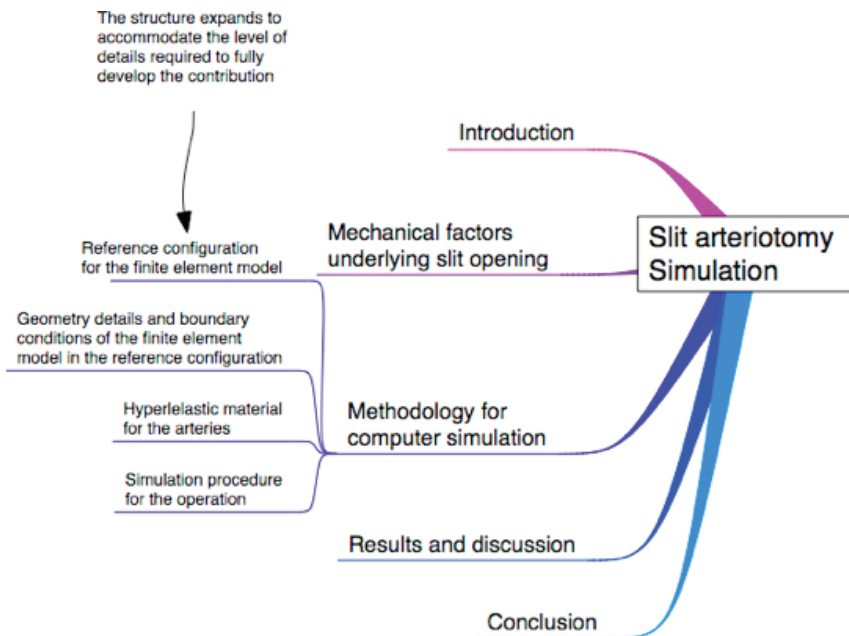 The structure expands to
accommodate the level of
details required to fully
develop the contribution
Introduction
Slit arteriotomy
Simulation
Mechanical factors
underlying slit opening
Reference configuration
for the finite element model
Geometry details and boundary
conditions of the finite element
model in the reference configuration
Methodology for
computer simulation
Hyperlelastic material
for the arteries
Simulation procedure
for the operation
Results and discussion
Conclusion